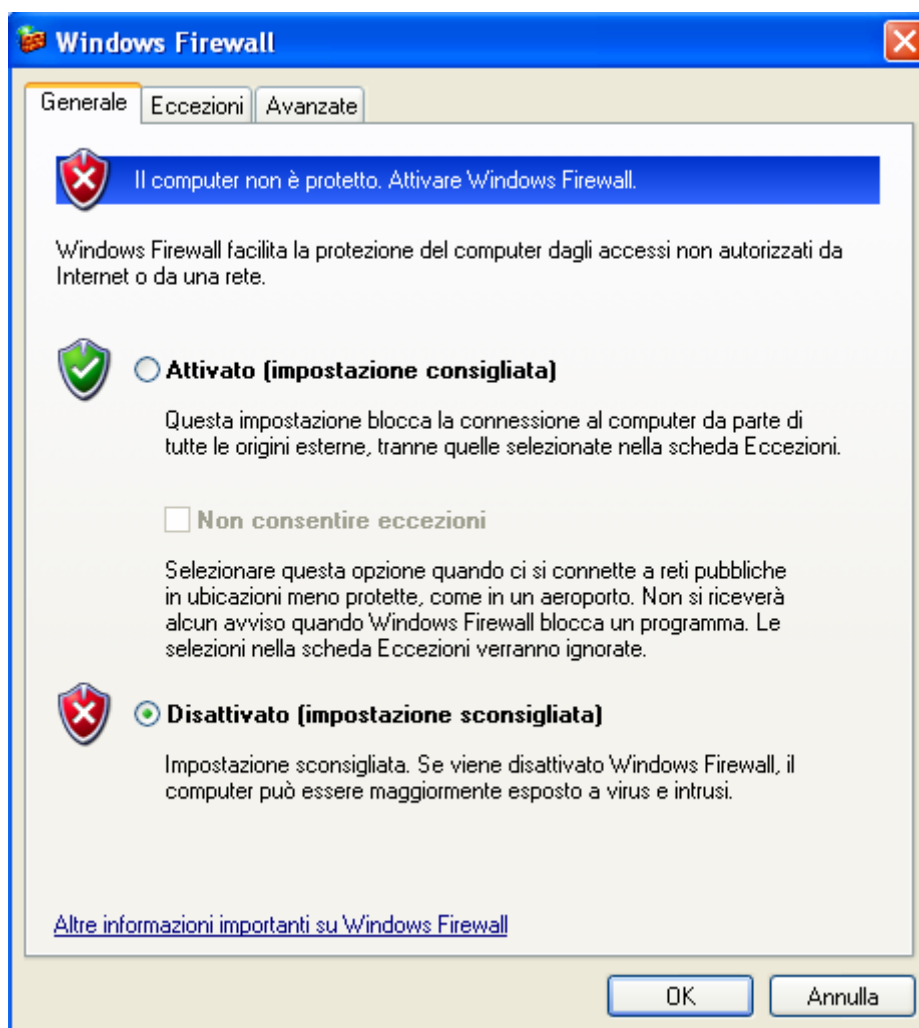 Windows Firewall
Generale
Eccezioni
Avanzate
Il computer non è protetto. Attivare Windows Firewall.
Windows Firewall facilita la protezione del computer dagli accessi non autorizzati da
Internet o da una rete.
Attivato (impostazione consigliata)
Questa impostazione blocca la connessione al computer da parte di
tutte le origini esterne, tranne quelle selezionate nella scheda Eccezioni.
Non consentire eccezioni
Selezionare questa opzione quando ci si connette a reti pubbliche
in ubicazioni meno protette, come in un aeroporto. Non si riceverà
alcun avviso quando Windows Firewall blocca un programma. Le
selezioni nella scheda Eccezioni verranno ignorate.
Disattivato (impostazione sconsigliata)
Impostazione sconsigliata. Se viene disattivato Windows Firewall, il
computer può essere maggiormente esposto a virus e intrusi.
Altre informazioni importanti su Windows Firewall
OK
Annulla